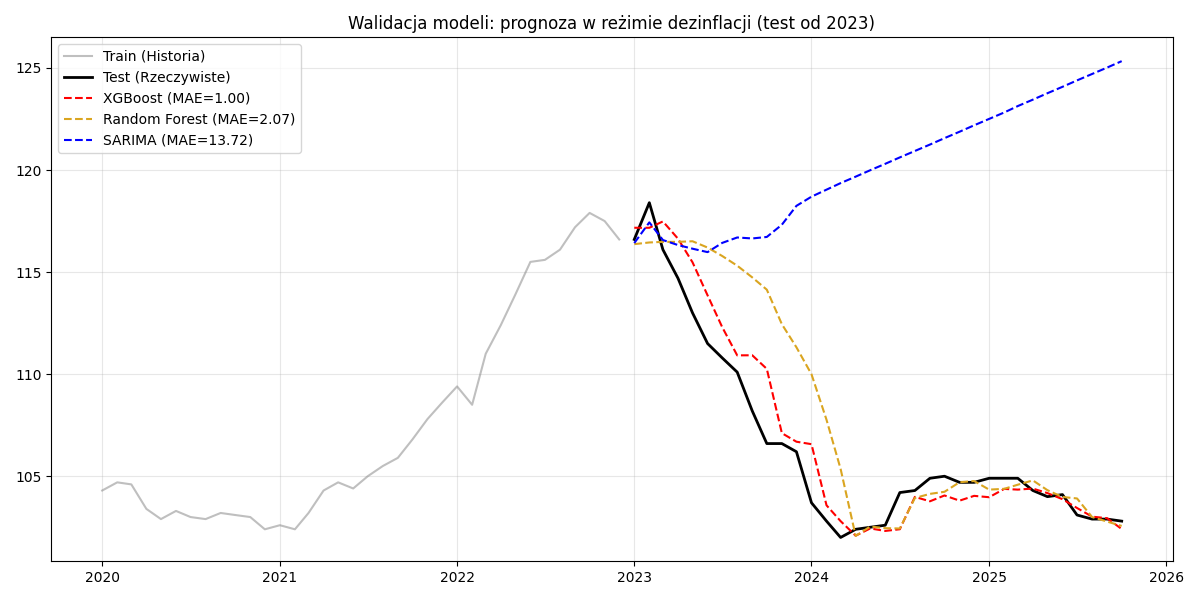 Walidacja modeli: prognoza w reżimie dezinflacji (test od 2023)
Train (Historia)
Test (Rzeczywiste)
XGBoost (MAE=1.00)
Random Forest (MAE=2.07)
SARIMA (MAE=13.72)
125
120
115
110
105
2020
2021
2022
2023
2024
2025
2026